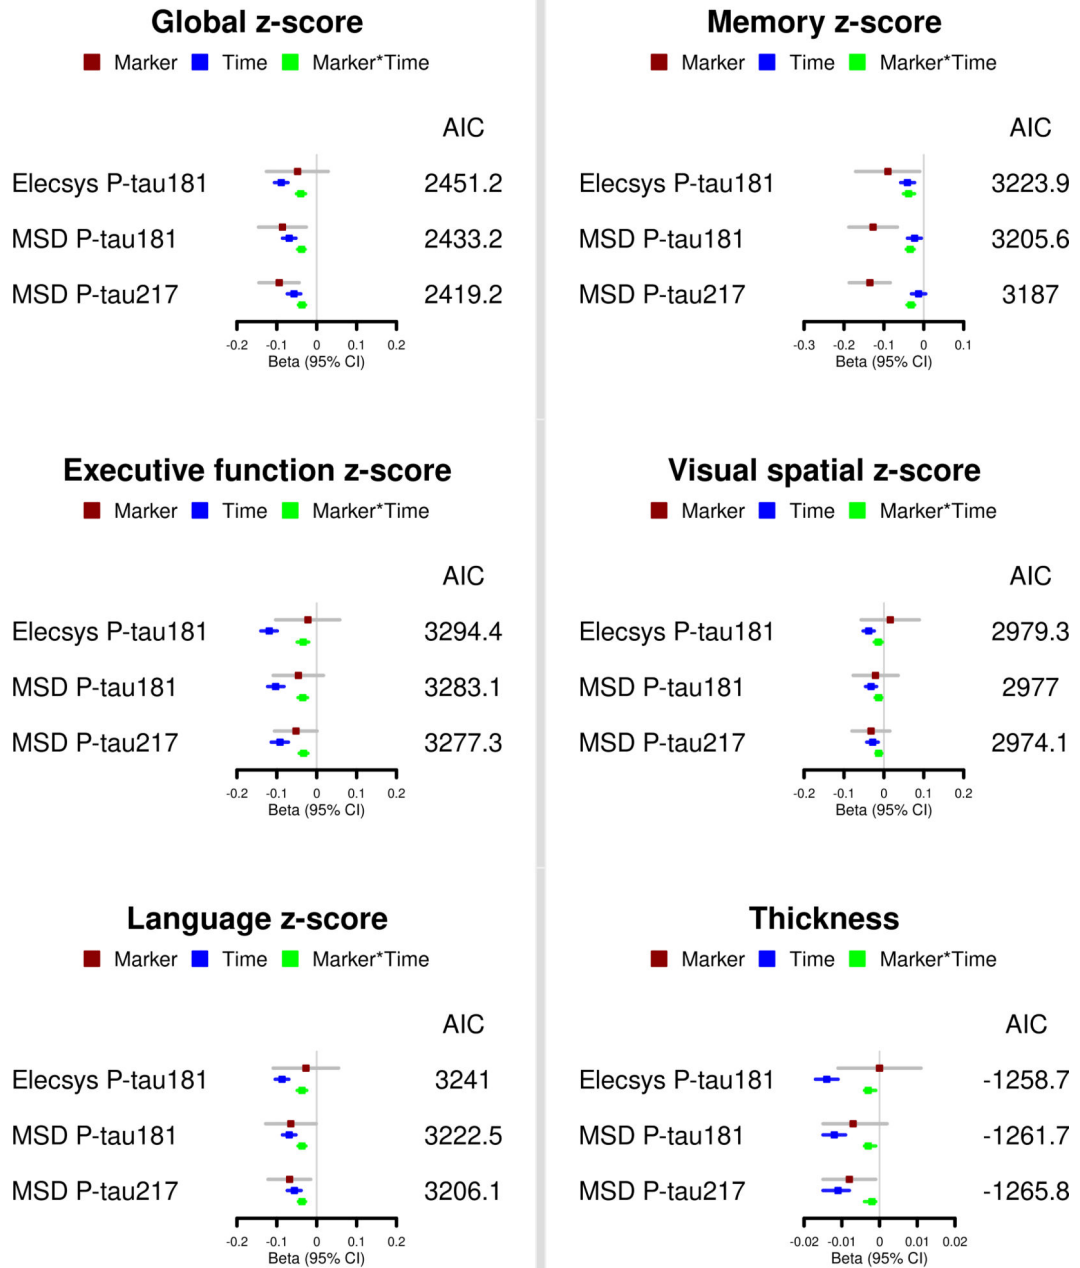 Global z-score
Marker Time Marker*Time
AIC
Elecsys P-tau181 2451.2
MSD P-tau181 2433.2
MSD P-tau217 2419.2
-0.2 -0.1 0 0.1 0.2
Beta (95% CI)
Memory z-score
Marker Time Marker*Time
AIC
Elecsys P-tau181 3223.9
MSD P-tau181 3205.6
MSD P-tau217 3187
-0.3 -0.2 -0.1 0 0.1
Beta (95% CI)
Executive function z-score
Marker Time Marker*Time
AIC
Elecsys P-tau181 3294.4
MSD P-tau181 3283.1
MSD P-tau217 3277.3
-0.2 -0.1 0 0.1 0.2
Beta (95% CI)
Visual spatial z-score
Marker Time Marker*Time
AIC
Elecsys P-tau181 2979.3
MSD P-tau181 2977
MSD P-tau217 2974.1
-0.2 -0.1 0 0.1 0.2
Beta (95% CI)
Language z-score
Marker Time Marker*Time
AIC
Elecsys P-tau181 3241
MSD P-tau181 3222.5
MSD P-tau217 3206.1
-0.2 -0.1 0 0.1 0.2
Beta (95% CI)
Thickness
Marker Time Marker*Time
AIC
Elecsys P-tau181 -1258.7
MSD P-tau181 -1261.7
MSD P-tau217 -1265.8
-0.02 -0.01 0 0.01 0.02
Beta (95% CI)